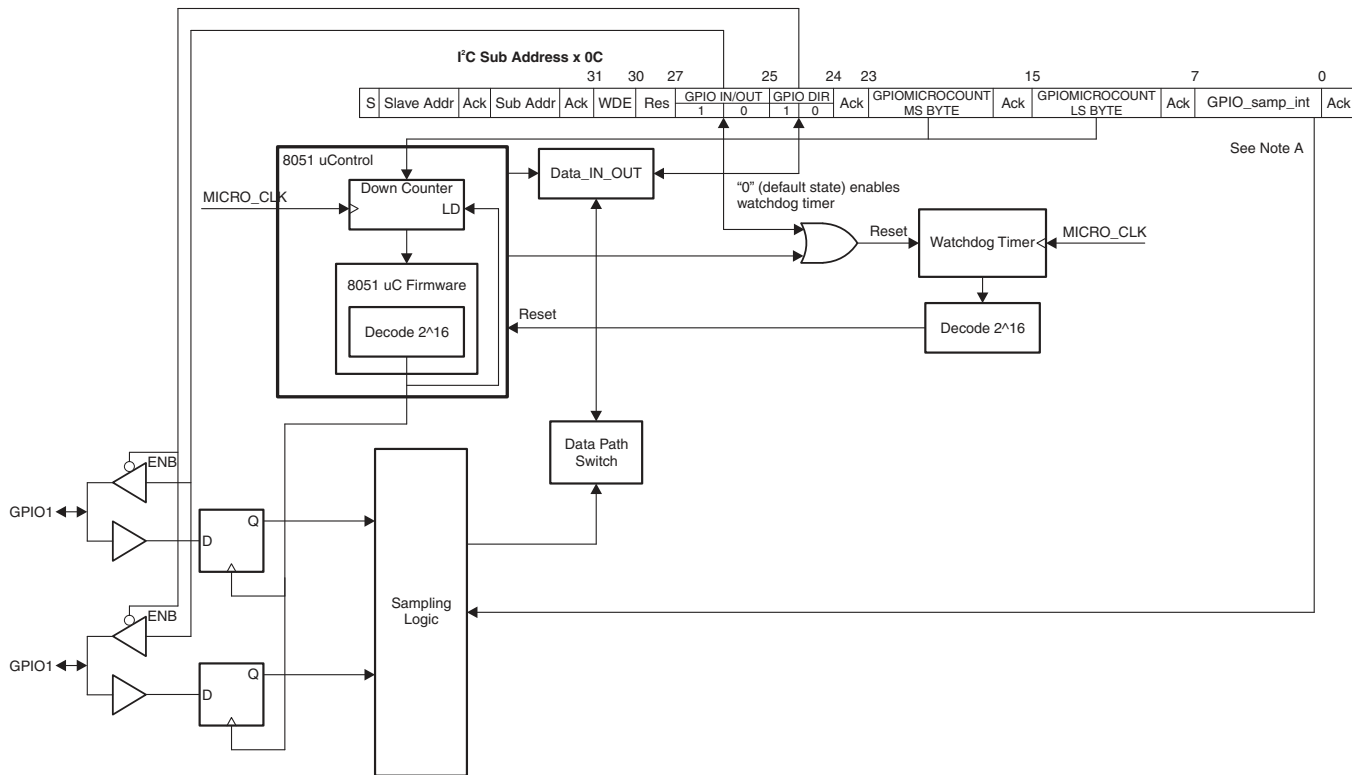 I²C Sub Address x 0C
31 30 27 25 24 23 15 7 0
S Slave Addr Ack Sub Addr Ack WDE Res GPIO IN/OUT GPIO DIR Ack GPIOMICROCOUNT Ack GPIOMICROCOUNT Ack GPIO_samp_int Ack
1 0 1 0 MS BYTE LS BYTE
See Note A
8051 uControl
Down Counter
LD
MICRO_CLK
8051 uC Firmware
Decode 2^16
Data_IN_OUT
“0” (default state) enables
watchdog timer
Reset
Watchdog Timer
MICRO_CLK
Reset
Decode 2^16
Data Path
Switch
ENB
GPIO1
Q
D
Sampling
Logic
ENB
GPIO1
Q
D